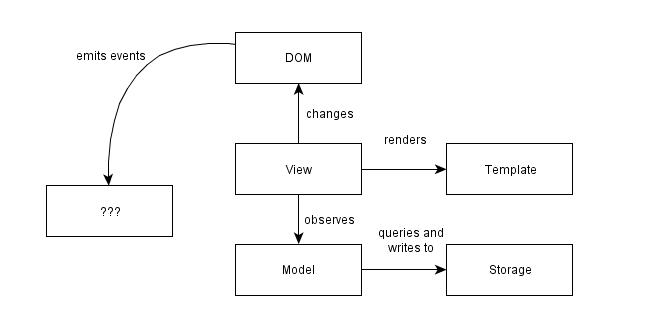 DOM
emits events
changes
renders
View
Template
???
observes
queries and
writes to
Model
Storage